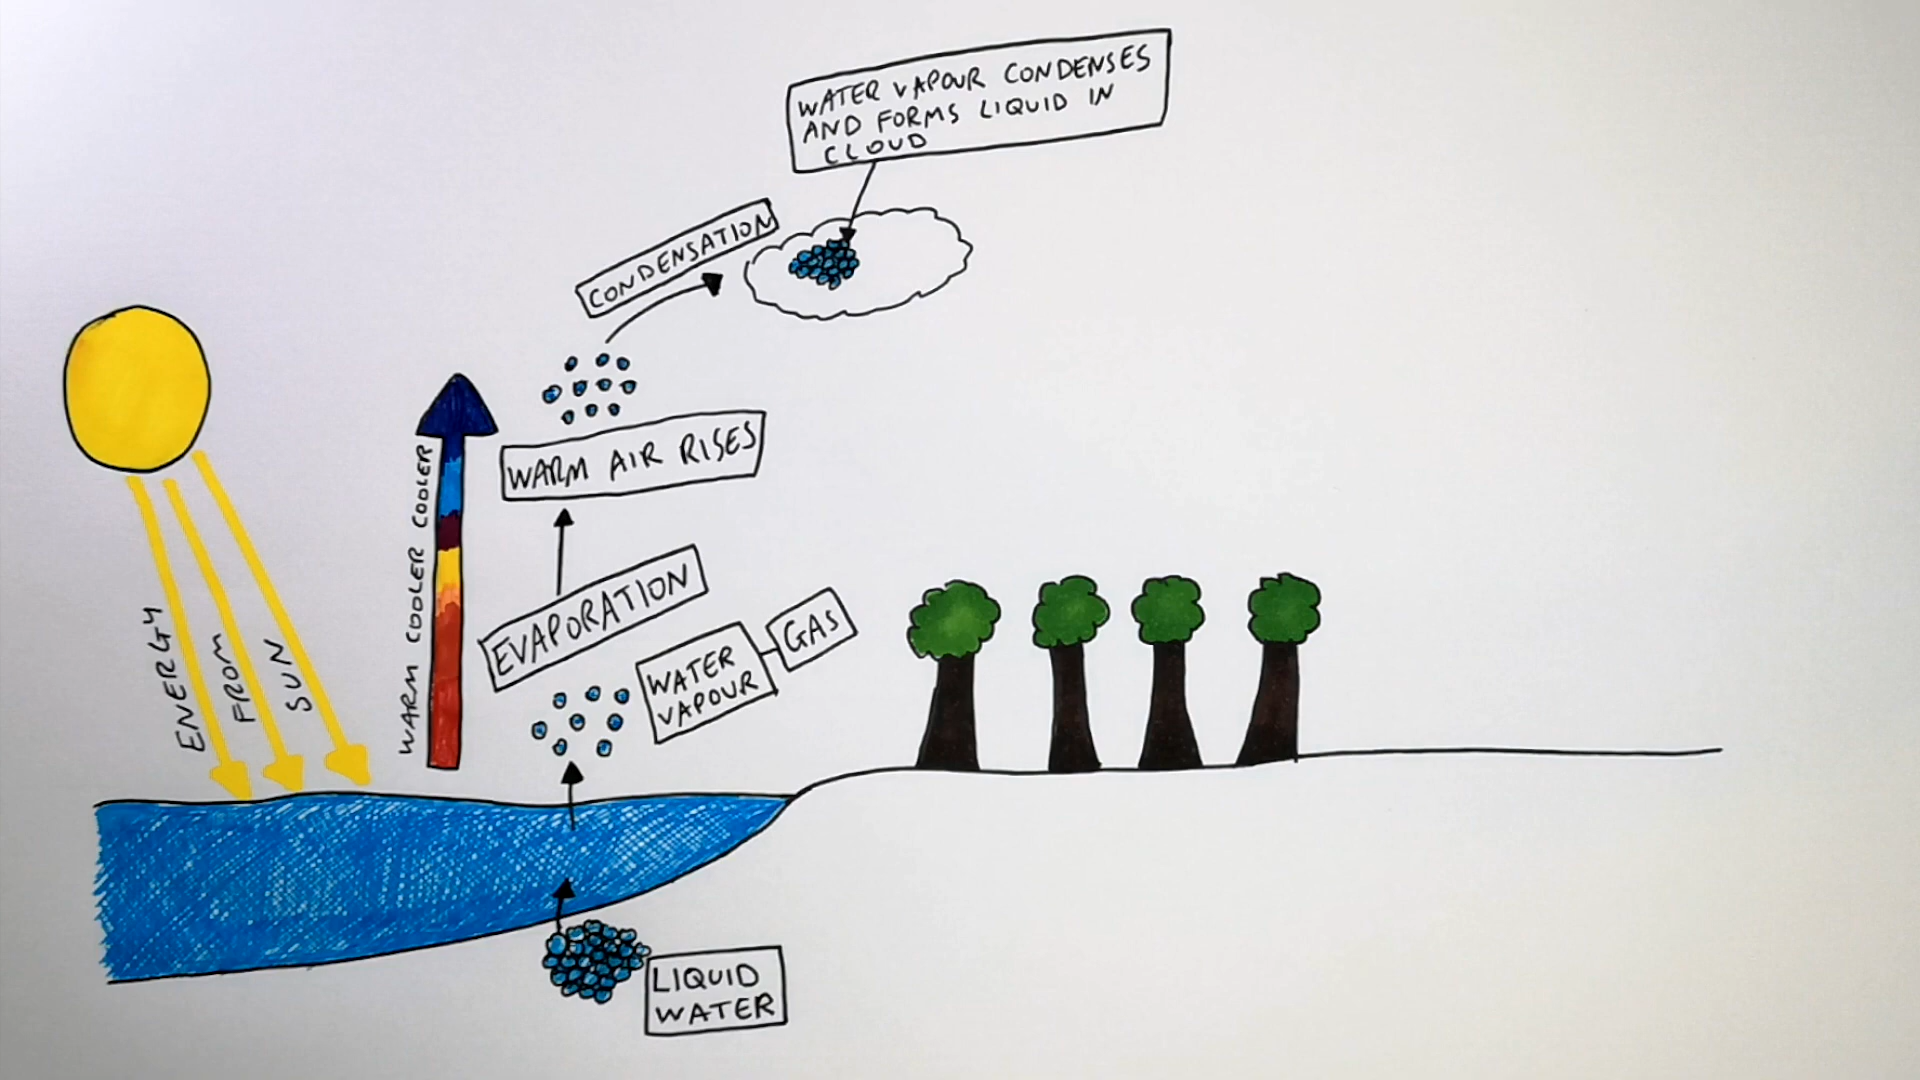 WATER VAPOUR CONDENSES
AND FORMS LIQUID IN
CLOUD
CONDENSATION
WARM AIR RISES
WARM COOLER COOLER
EVAPORATION
GAS
WATER
VAPOUR
ENERGY
FROM
SUN
LIQUID
WATER